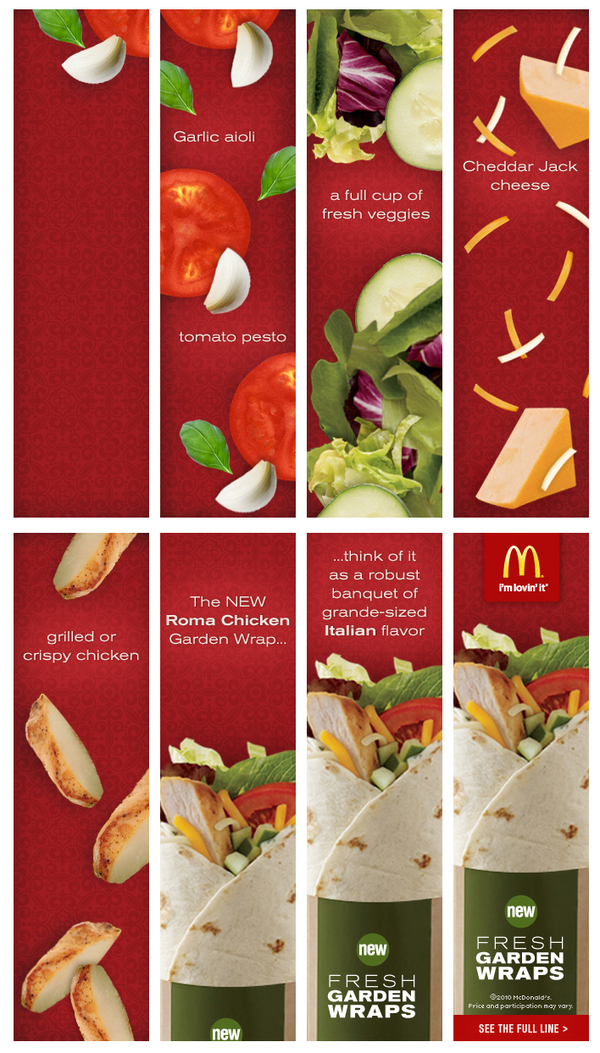 Garlic aioli
tomato pesto
a full cup of
fresh veggies
Cheddar Jack
cheese
grilled or
crispy chicken
The NEW
Roma Chicken
Garden Wrap...
new
...think of it
as a robust
banquet of
grande-sized
Italian flavor
new
FRESH
GARDEN
WRAPS
i'm lovin' it®
new
FRESH
GARDEN
WRAPS
©2010 McDonald's.
Price and participation may vary.
SEE THE FULL LINE >